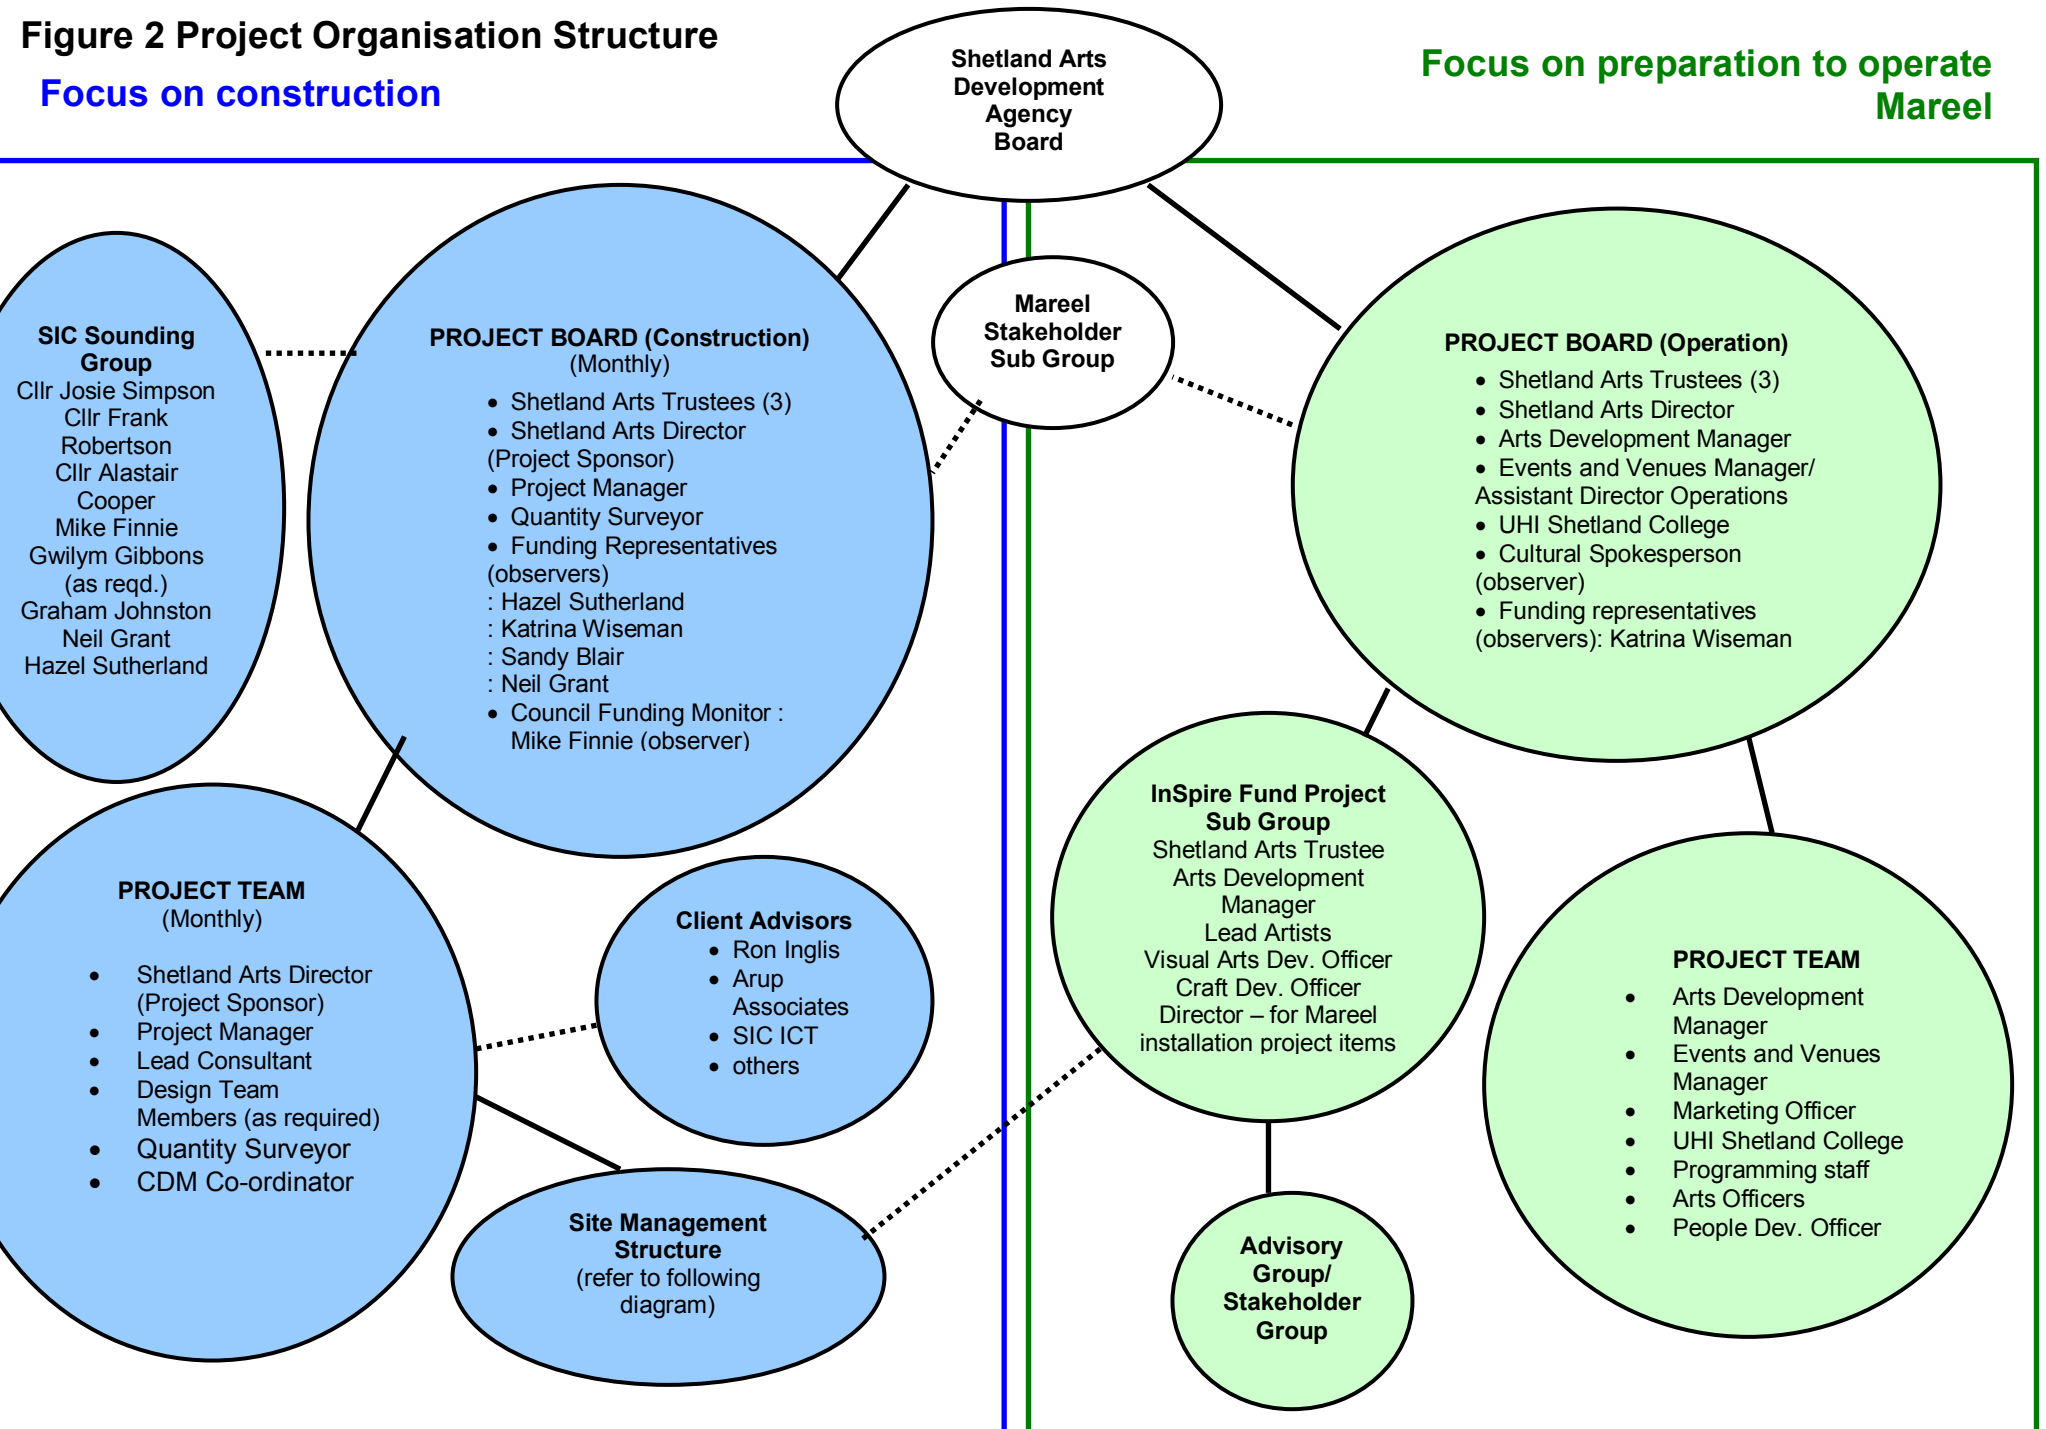 Figure 2 Project Organisation Structure
Focus on construction
Focus on preparation to operate
Mareel
Shetland Arts
Development
Agency
Board
Mareel
Stakeholder
Sub Group
SIC Sounding
Group
Cllr Josie Simpson
Cllr Frank
Robertson
Cllr Alastair
Cooper
Mike Finnie
Gwilym Gibbons
(as reqd.)
Graham Johnston
Neil Grant
Hazel Sutherland
PROJECT BOARD (Construction)
(Monthly)
• Shetland Arts Trustees (3)
• Shetland Arts Director
(Project Sponsor)
• Project Manager
• Quantity Surveyor
• Funding Representatives
(observers)
: Hazel Sutherland
: Katrina Wiseman
: Sandy Blair
: Neil Grant
• Council Funding Monitor :
Mike Finnie (observer)
PROJECT BOARD (Operation)
• Shetland Arts Trustees (3)
• Shetland Arts Director
• Arts Development Manager
• Events and Venues Manager/
Assistant Director Operations
• UHI Shetland College
• Cultural Spokesperson
(observer)
• Funding representatives
(observers): Katrina Wiseman
PROJECT TEAM
(Monthly)
• Shetland Arts Director
(Project Sponsor)
• Project Manager
• Lead Consultant
• Design Team
Members (as required)
• Quantity Surveyor
• CDM Co-ordinator
Client Advisors
• Ron Inglis
• Arup
Associates
• SIC ICT
• others
Site Management
Structure
(refer to following
diagram)
InSpire Fund Project
Sub Group
Shetland Arts Trustee
Arts Development
Manager
Lead Artists
Visual Arts Dev. Officer
Craft Dev. Officer
Director – for Mareel
installation project items
Advisory
Group/
Stakeholder
Group
PROJECT TEAM
• Arts Development
Manager
• Events and Venues
Manager
• Marketing Officer
• UHI Shetland College
• Programming staff
• Arts Officers
• People Dev. Officer